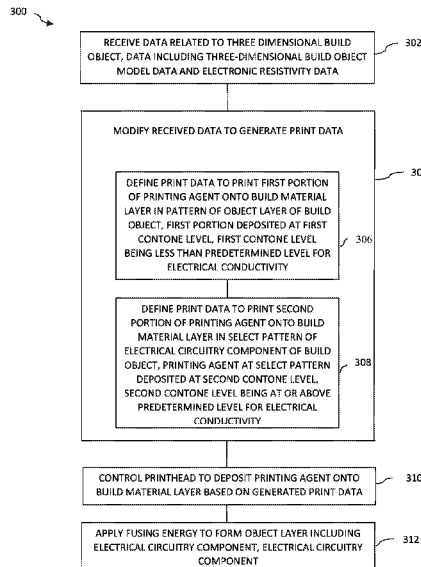 300
RECEIVE DATA RELATED TO THREE DIMENSIONAL BUILD
OBJECT, DATA INCLUDING THREE-DIMENSIONAL BUILD OBJECT
MODEL DATA AND ELECTRONIC RESISTIVITY DATA
302
MODIFY RECEIVED DATA TO GENERATE PRINT DATA
30
DEFINE PRINT DATA TO PRINT FIRST PORTION
OF PRINTING AGENT ONTO BUILD MATERIAL
LAYER IN PATTERN OF OBJECT LAYER OF BUILD
OBJECT, FIRST PORTION DEPOSITED AT FIRST
CONTONE LEVEL, FIRST CONTONE LEVEL
BEING LESS THAN PREDETERMINED LEVEL FOR
ELECTRICAL CONDUCTIVITY
306
DEFINE PRINT DATA TO PRINT SECOND
PORTION OF PRINTING AGENT ONTO BUILD
MATERIAL LAYER IN SELECT PATTERN OF
ELECTRICAL CIRCUITRY COMPONENT OF BUILD
OBJECT, PRINTING AGENT AT SELECT PATTERN
DEPOSITED AT SECOND CONTONE LEVEL,
SECOND CONTONE LEVEL BEING AT OR ABOVE
PREDETERMINED LEVEL FOR ELECTRICAL
CONDUCTIVITY
308
CONTROL PRINTHEAD TO DEPOSIT PRINTING AGENT ONTO
BUILD MATERIAL LAYER BASED ON GENERATED PRINT DATA
310
APPLY FUSING ENERGY TO FORM OBJECT LAYER INCLUDING
ELECTRICAL CIRCUITRY COMPONENT, ELECTRICAL CIRCUITRY
COMPONENT
312